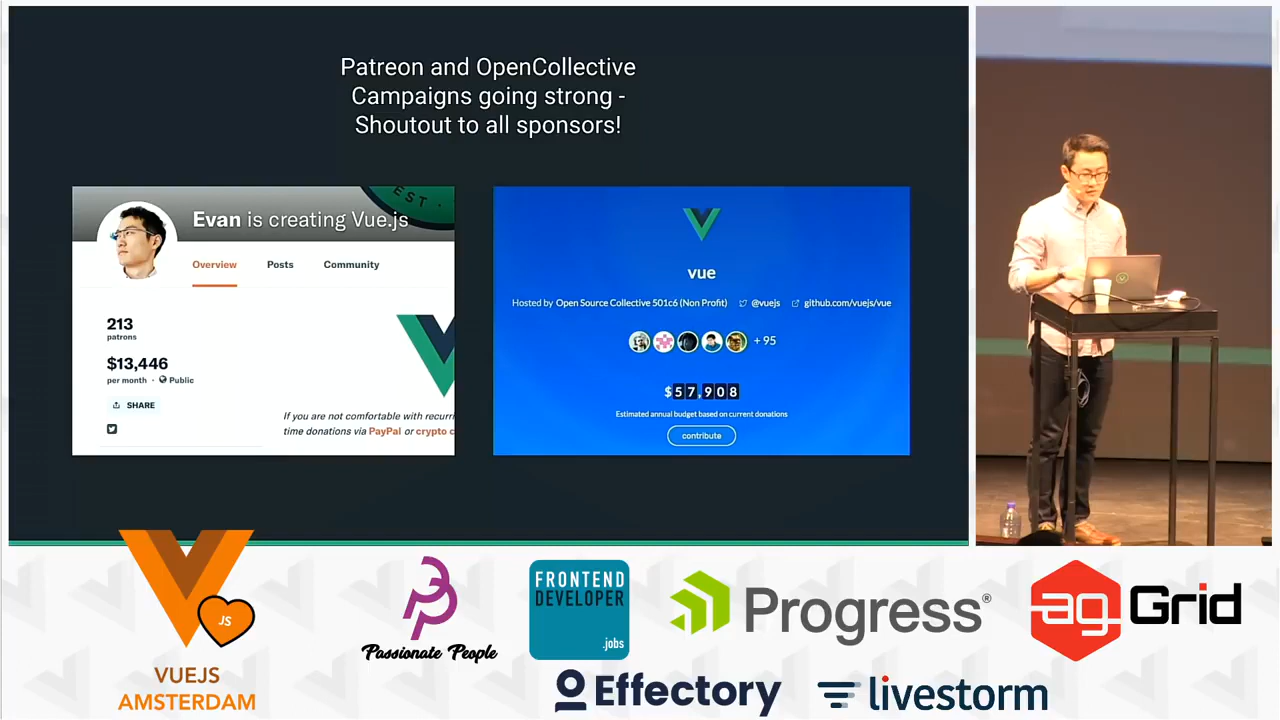 Patreon and OpenCollective
Campaigns going strong -
Shoutout to all sponsors!
EST ·
Evan is creating Vue.js
Overview Posts Community
213
patrons
$13,446
per month · Public
SHARE
If you are not comfortable with recurri
time donations via PayPal or crypto c
vue
Hosted by Open Source Collective 501c6 (Non Profit) @vuejs github.com/vuejs/vue
+ 95
$57,908
Estimated annual budget based on current donations
contribute
JS
VUEJS
AMSTERDAM
Passionate People
FRONTEND
DEVELOPER
.jobs
Progress®
ag Grid
Effectory
livestorm